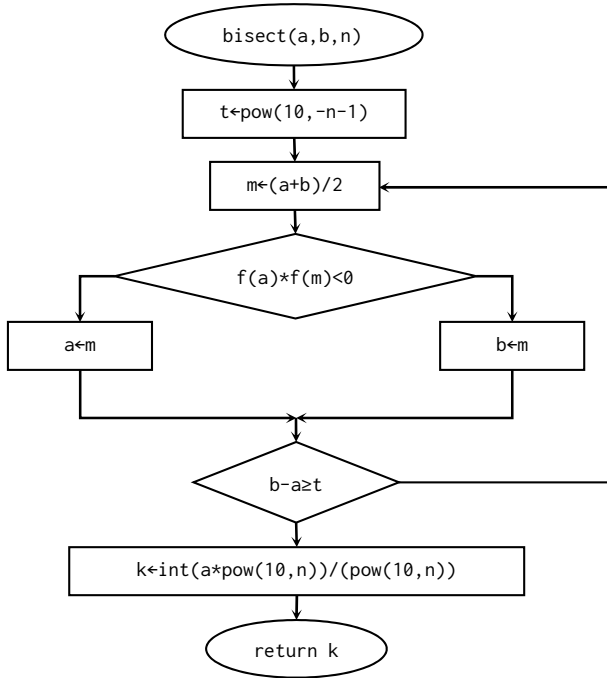 bisect(a,b,n)
t←pow(10,-n-1)
m←(a+b)/2
f(a)*f(m)<0
a←m
b←m
b-a≥t
k←int(a*pow(10,n))/(pow(10,n))
return k